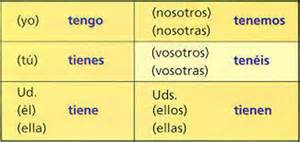 (yo) tengo
(nosotros)
(nosotras) tenemos
(tú) tienes
(vosotros)
(vosotras) tenéis
Ud.
(él) tiene
(ella)
Uds.
(ellos) tienen
(ellas)